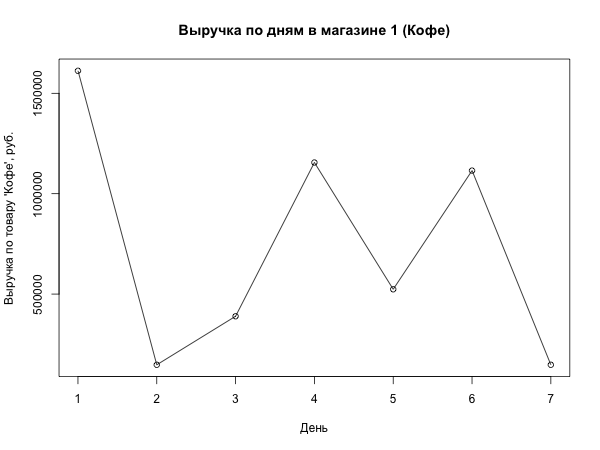 Выручка по дням в магазине 1 (Кофе)
Выручка по товару 'Кофе', руб.
1500000
1000000
500000
1 2 3 4 5 6 7
День